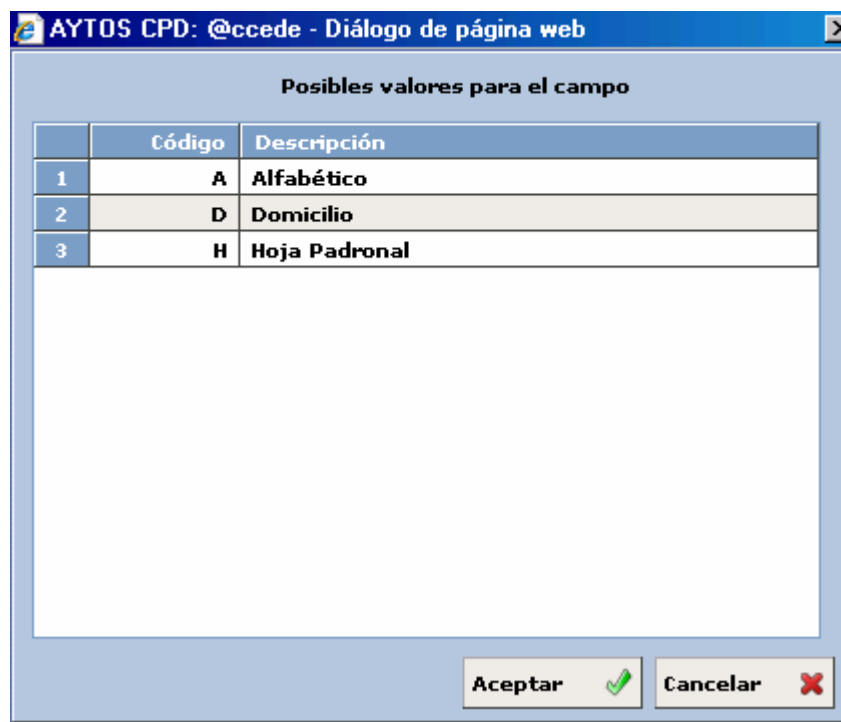 AYTOS CPD: @ccede - Diálogo de página web
Posibles valores para el campo
Código Descripción
1 A Alfabético
2 D Domicilio
3 H Hoja Padronal
Aceptar Cancelar